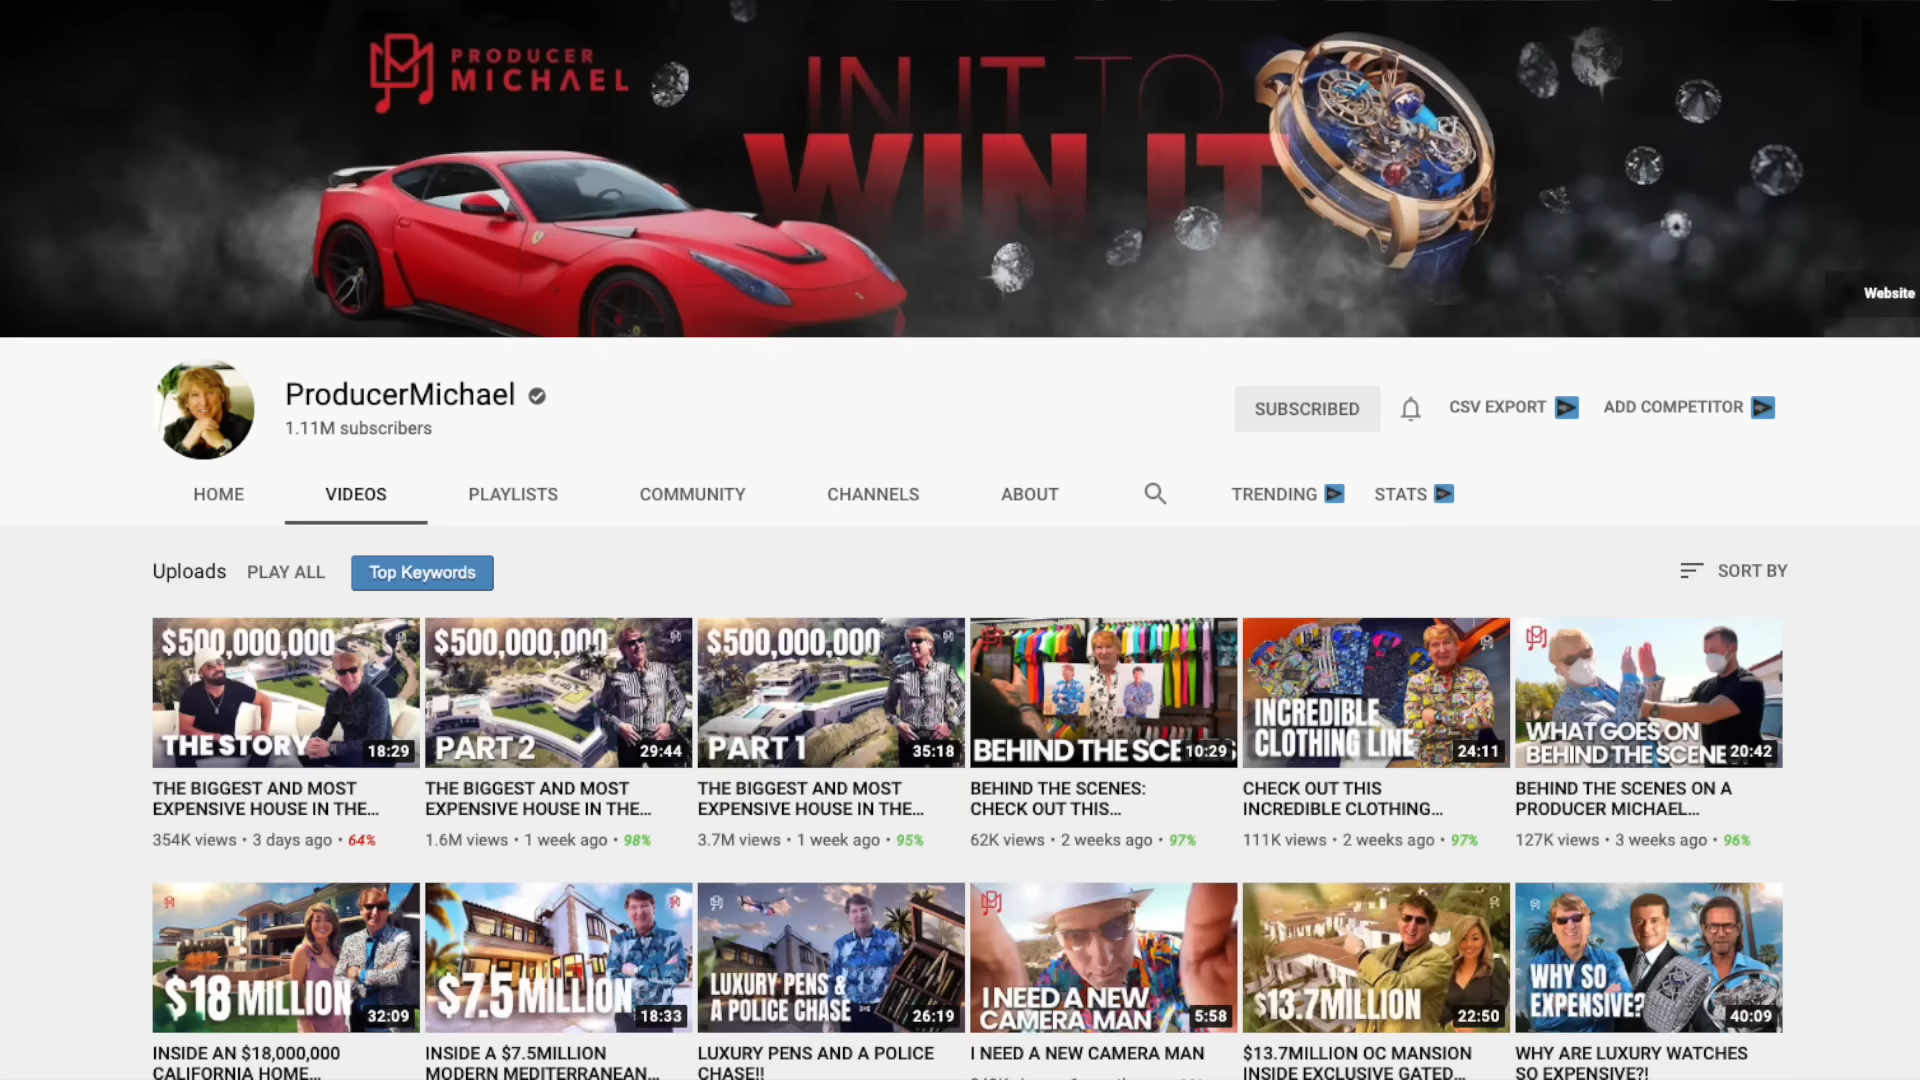 PRODUCER
MICHAEL
IN IT TO
WIN IT
Website
ProducerMichael
1.11M subscribers
SUBSCRIBED
CSV EXPORT
ADD COMPETITOR
HOME
VIDEOS
PLAYLISTS
COMMUNITY
CHANNELS
ABOUT
TRENDING
STATS
Uploads
PLAY ALL
Top Keywords
SORT BY
$500,000,000
THE STORY
18:29
THE BIGGEST AND MOST
EXPENSIVE HOUSE IN THE...
354K views • 3 days ago • 64%
$500,000,000
PART 2
29:44
THE BIGGEST AND MOST
EXPENSIVE HOUSE IN THE...
1.6M views • 1 week ago • 98%
$500,000,000
PART 1
35:18
THE BIGGEST AND MOST
EXPENSIVE HOUSE IN THE...
3.7M views • 1 week ago • 95%
BEHIND THE SCE
10:29
BEHIND THE SCENES:
CHECK OUT THIS...
62K views • 2 weeks ago • 97%
INCREDIBLE
CLOTHING LINE
24:11
CHECK OUT THIS
INCREDIBLE CLOTHING...
111K views • 2 weeks ago • 97%
WHAT GOES ON
BEHIND THE SCENE
20:42
BEHIND THE SCENES ON A
PRODUCER MICHAEL...
127K views • 3 weeks ago • 96%
$18 MILLION
32:09
INSIDE AN $18,000,000
CALIFORNIA HOME...
$7.5 MILLION
18:33
INSIDE A $7.5MILLION
MODERN MEDITERRANEAN...
LUXURY PENS &
A POLICE CHASE
26:19
LUXURY PENS AND A POLICE
CHASE!!
I NEED A NEW
CAMERA MAN
5:58
I NEED A NEW CAMERA MAN
$13.7 MILLION
22:50
$13.7MILLION OC MANSION
INSIDE EXCLUSIVE GATED...
WHY SO
EXPENSIVE?
40:09
WHY ARE LUXURY WATCHES
SO EXPENSIVE?!